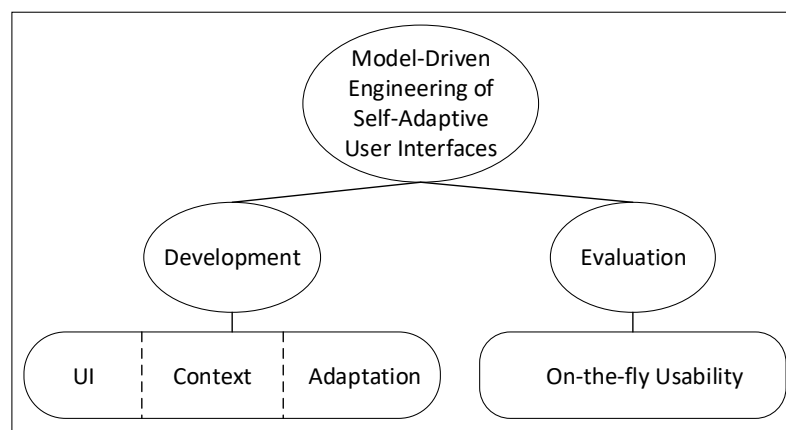 Model-Driven
Engineering of
Self-Adaptive
User Interfaces
Development
Evaluation
UI
Context
Adaptation
On-the-fly Usability